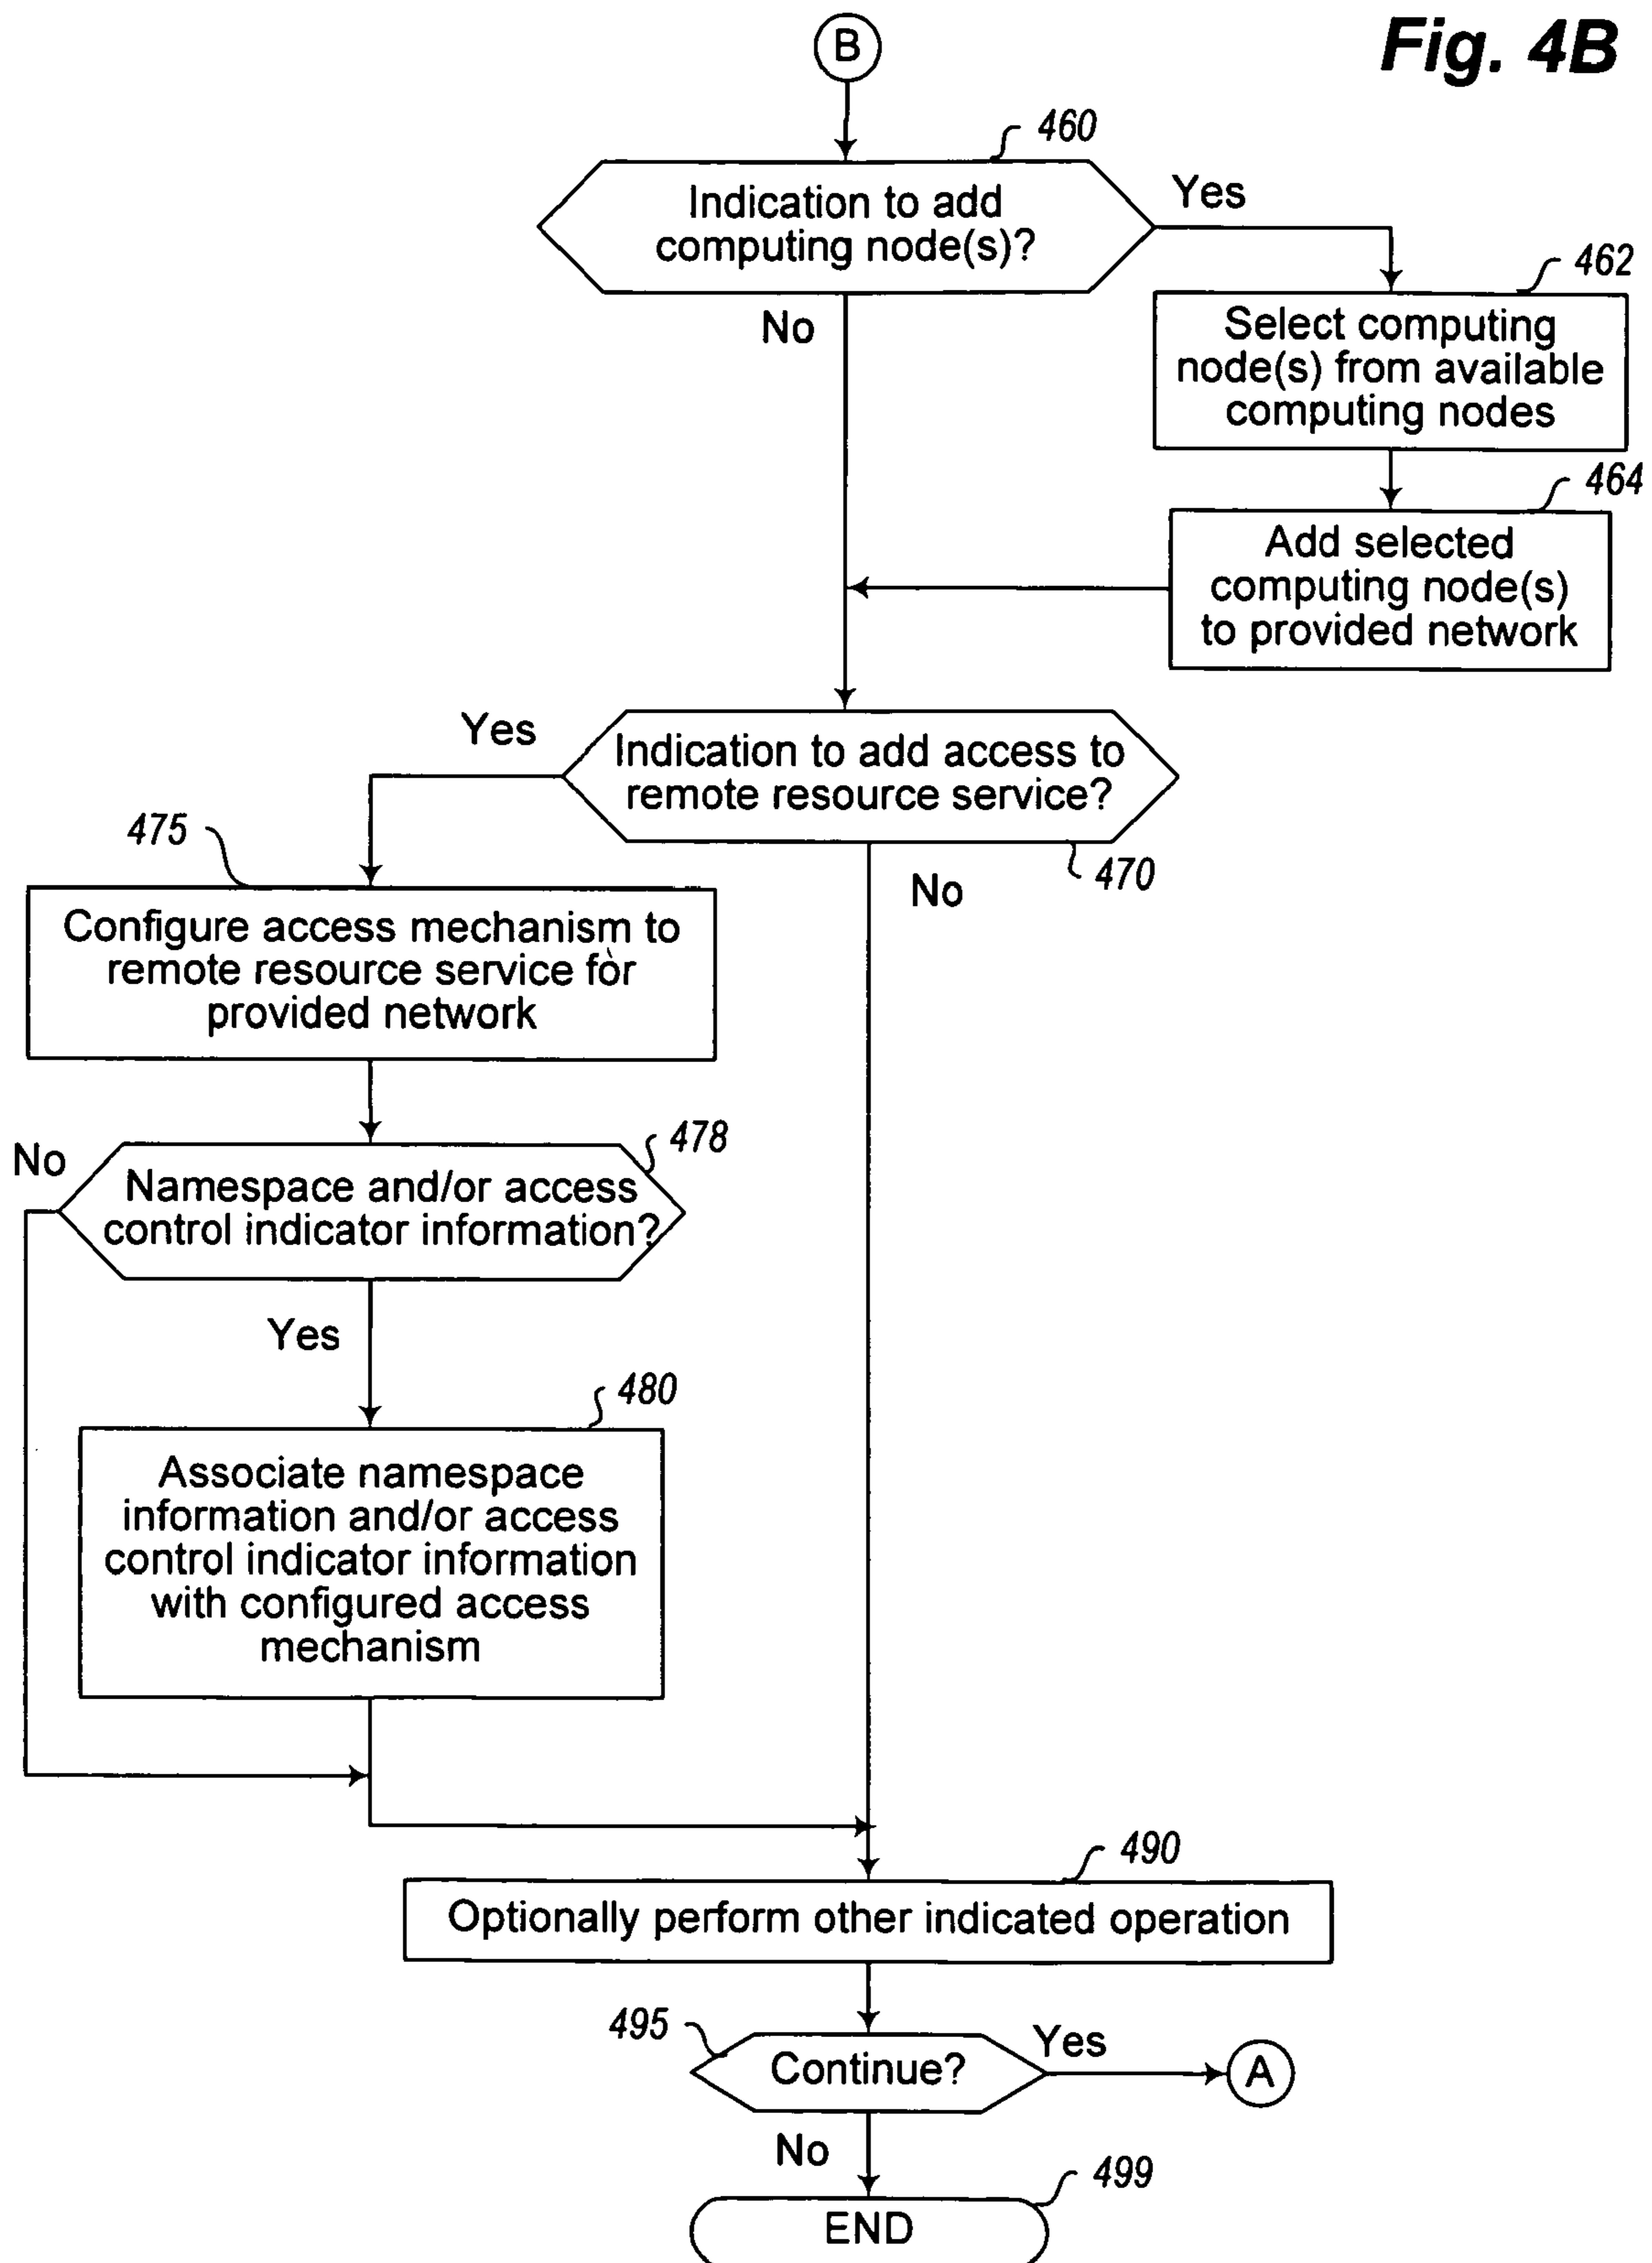 Fig. 4B
B
460
Indication to add
computing node(s)?
Yes
No
462
Select computing
node(s) from available
computing nodes
464
Add selected
computing node(s)
to provided network
Yes
Indication to add access to
remote resource service?
470
No
475
Configure access mechanism to
remote resource service for
provided network
478
No
Namespace and/or access
control indicator information?
Yes
480
Associate namespace
information and/or access
control indicator information
with configured access
mechanism
490
Optionally perform other indicated operation
495
Continue?
Yes
A
No
499
END